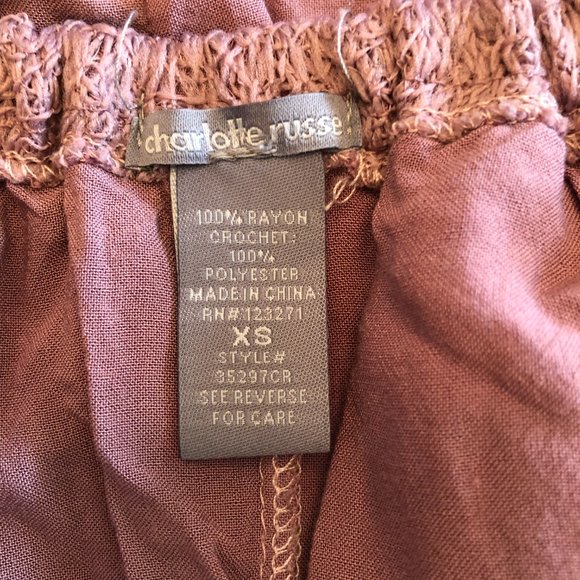 charlotte russe
100% RAYON
CROCHET:
100%
POLYESTER
MADE IN CHINA
RN# 123271
XS
STYLE#
35297CR
SEE REVERSE
FOR CARE